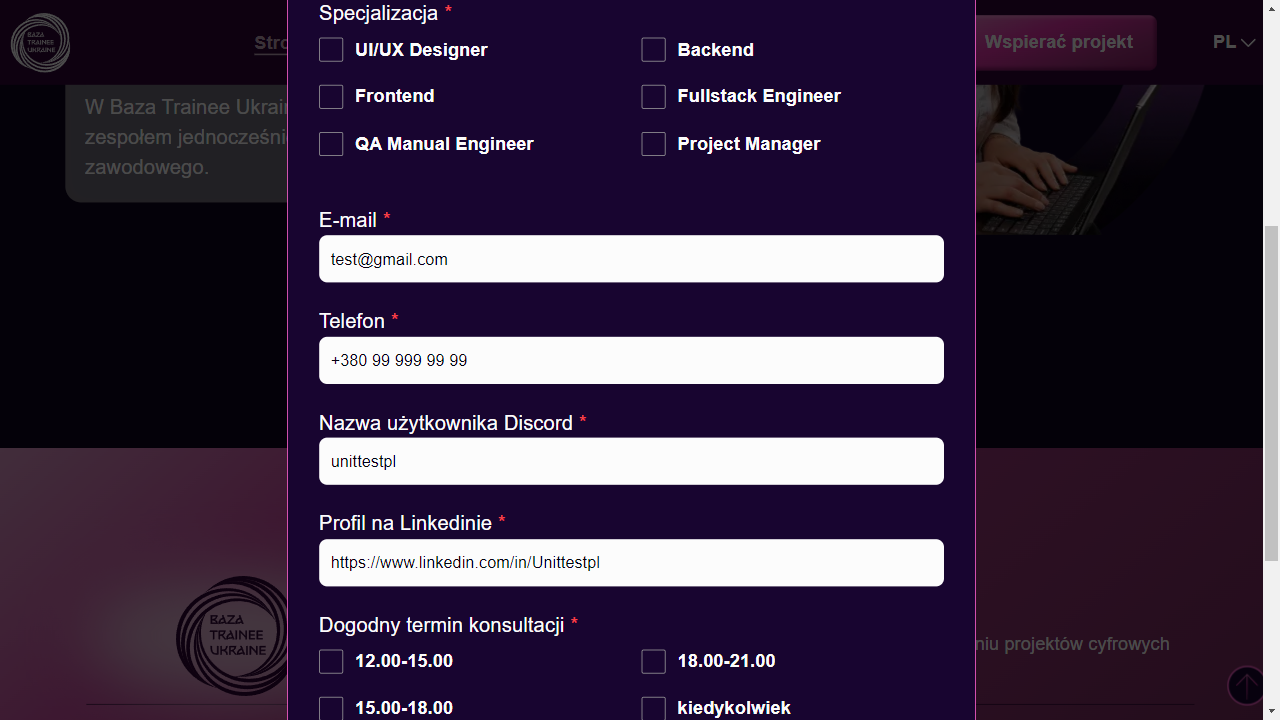 BAZA
TRAINEE
UKRAINE
Stro
Wspierać projekt
PL
W Baza Trainee Ukrain
zespołem jednocześni
zawodowego.
Specjalizacja *
UI/UX Designer
Backend
Frontend
Fullstack Engineer
QA Manual Engineer
Project Manager
E-mail *
test@gmail.com
Telefon *
+380 99 999 99 99
Nazwa użytkownika Discord *
unittestpl
Profil na Linkedinie *
https://www.linkedin.com/in/Unittestpl
Dogodny termin konsultacji *
12.00-15.00
18.00-21.00
15.00-18.00
kiedykolwiek
BAZA
TRAINEE
UKRAINE
niu projektów cyfrowych